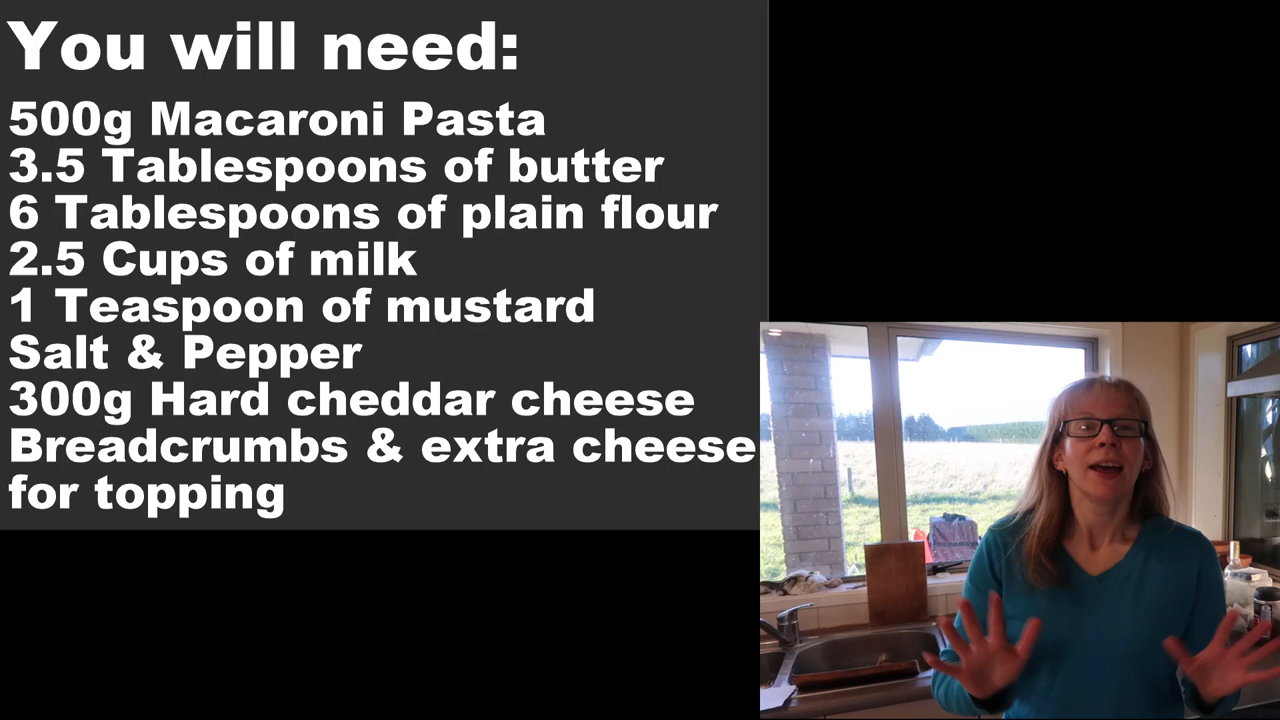 You will need:
500g Macaroni Pasta
3.5 Tablespoons of butter
6 Tablespoons of plain flour
2.5 Cups of milk
1 Teaspoon of mustard
Salt & Pepper
300g Hard cheddar cheese
Breadcrumbs & extra cheese
for topping